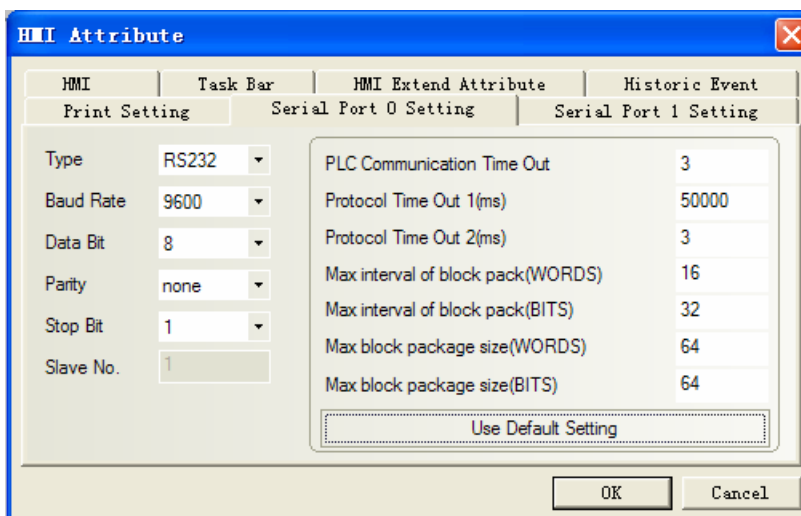 HMI Attribute
HMI
Task Bar
HMI Extend Attribute
Historic Event
Print Setting
Serial Port 0 Setting
Serial Port 1 Setting
Type
RS232
Baud Rate
9600
Data Bit
8
Parity
none
Stop Bit
1
Slave No.
1
PLC Communication Time Out
3
Protocol Time Out 1(ms)
50000
Protocol Time Out 2(ms)
3
Max interval of block pack(WORDS)
16
Max interval of block pack(BITS)
32
Max block package size(WORDS)
64
Max block package size(BITS)
64
Use Default Setting
OK
Cancel